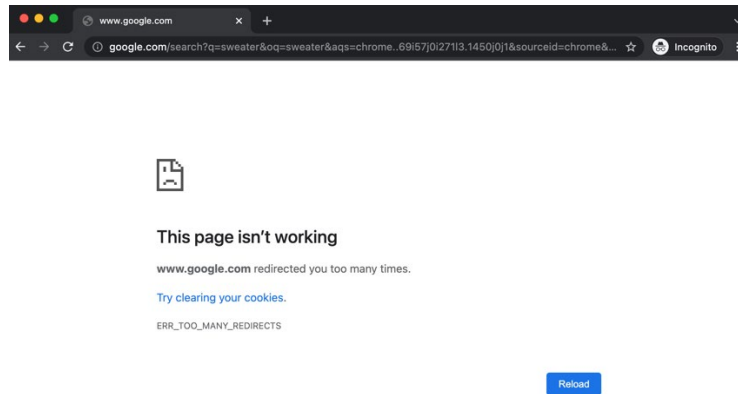 www.google.com
google.com/search?q=sweater&oq=sweater&aqs=chrome..69i57j0i271l3.1450j0j1&sourceid=chrome&...
Incognito
This page isn't working
www.google.com redirected you too many times.
Try clearing your cookies.
ERR_TOO_MANY_REDIRECTS
Reload